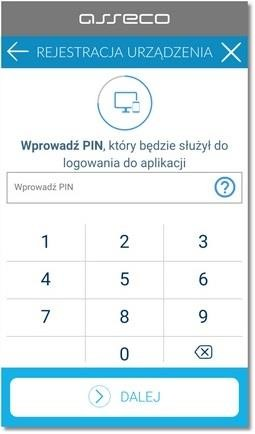 asseco
REJESTRACJA URZĄDZENIA
Wprowadź PIN, który będzie służył do
logowania do aplikacji
Wprowadź PIN
?
1 2 3
4 5 6
7 8 9
0
DALEJ